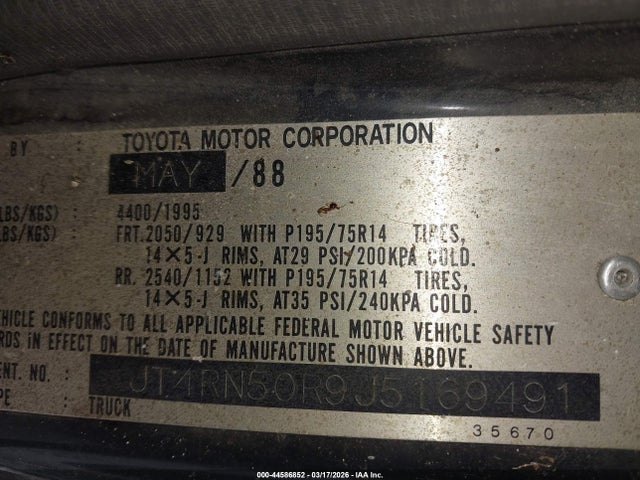 BY : TOYOTA MOTOR CORPORATION
MAY /88
LBS/KGS) : 4400/1995
LBS/KGS) : FRT. 2050/929 WITH P195/75R14 TIRES,
14×5-J RIMS, AT29 PSI/200KPA COLD.
RR. 2540/1152 WITH P195/75R14 TIRES,
14×5-J RIMS, AT35 PSI/240KPA COLD.
EHICLE CONFORMS TO ALL APPLICABLE FEDERAL MOTOR VEHICLE SAFETY
RDS iN EFFECT ON THE DATE OF MANUFACTURE SHOWN ABOVE.
ENT. NO. : JT4RN50R9J5169491
PE : TRUCK
35670
000-44586852 - 03/17/2026 - IAA Inc.